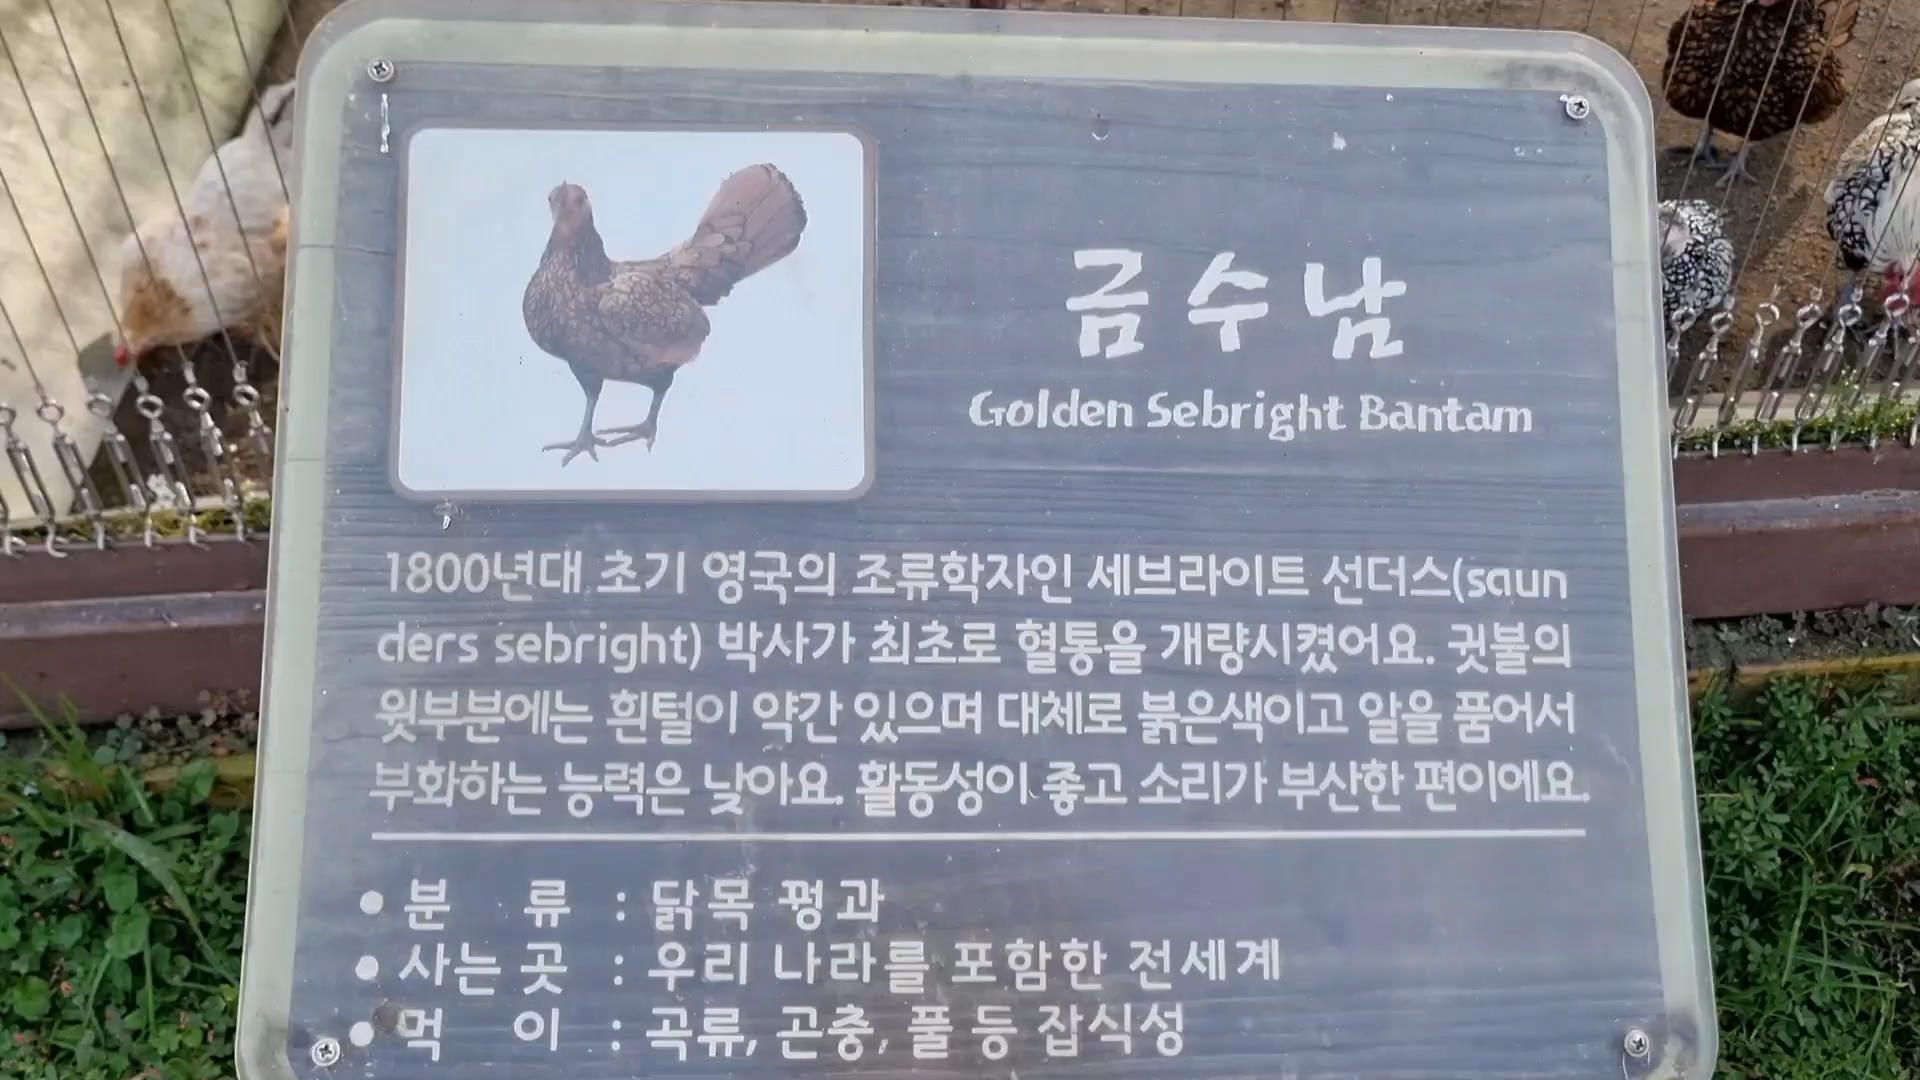 금수남
Golden Sebright Bantam
1800년대 초기 영국의 조류학자인 세브라이트 선더스(saun
ders sebright) 박사가 최초로 혈통을 개량시켰어요. 귓불의
윗부분에는 흰털이 약간 있으며 대체로 붉은색이고 알을 품어서
부화하는 능력은 낮아요. 활동성이 좋고 소리가 부산한 편이에요.
• 분 류 : 닭목 꿩과
• 사는 곳 : 우리 나라를 포함한 전세계
• 먹 이 : 곡류, 곤충, 풀 등 잡식성